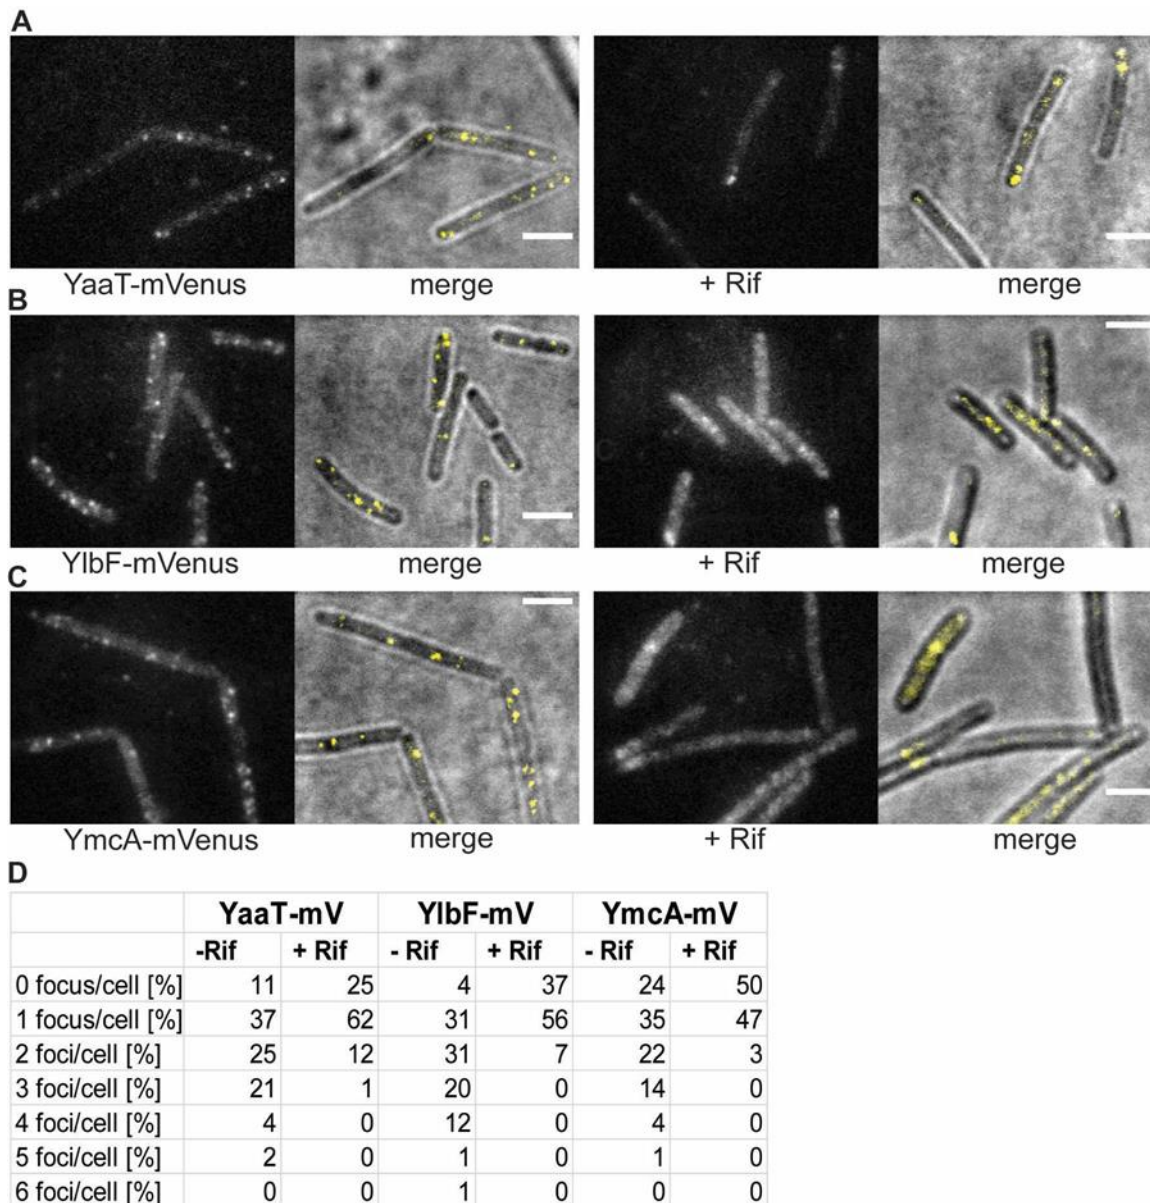 A
YaaT-mVenus merge + Rif merge
B
YlbF-mVenus merge + Rif merge
C
YmcA-mVenus merge + Rif merge
D
YaaT-mV YlbF-mV YmcA-mV
-Rif + Rif - Rif + Rif - Rif + Rif
0 focus/cell [%] 11 25 4 37 24 50
1 focus/cell [%] 37 62 31 56 35 47
2 foci/cell [%] 25 12 31 7 22 3
3 foci/cell [%] 21 1 20 0 14 0
4 foci/cell [%] 4 0 12 0 4 0
5 foci/cell [%] 2 0 1 0 1 0
6 foci/cell [%] 0 0 1 0 0 0